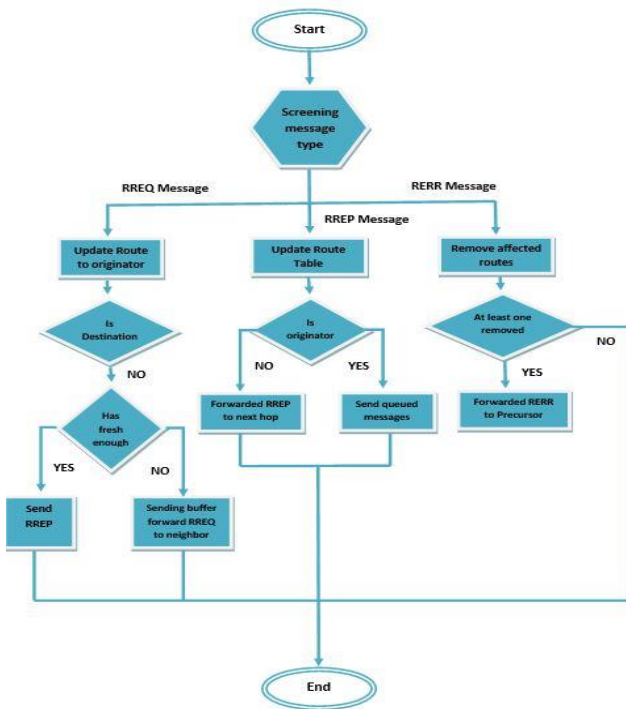 Start
Screening
message
type
RREQ Message
RERR Message
RREP Message
Update Route
to originator
Update Route
Table
Remove affected
routes
Is
Destination
Is
originator
At least one
removed
NO
NO
NO
YES
YES
Has
fresh
enough
Forwarded RREP
to next hop
Send queued
messages
Forwarded RERR
to Precursor
YES
NO
Send
RREP
Sending buffer
forward RREQ
to neighbor
End